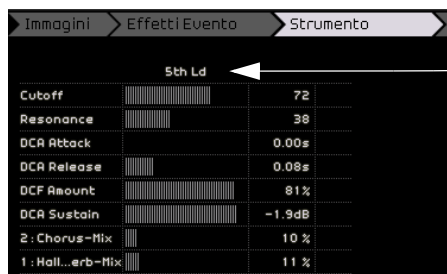 Immagini Effetti Evento Strumento
5th Ld
Cutoff 72
Resonance 38
DCA Attack 0.00s
DCA Release 0.08s
DCF Amount 81%
DCA Sustain -1.9dB
2:Chorus-Mix 10 %
1:Hall...erb-Mix 11 %